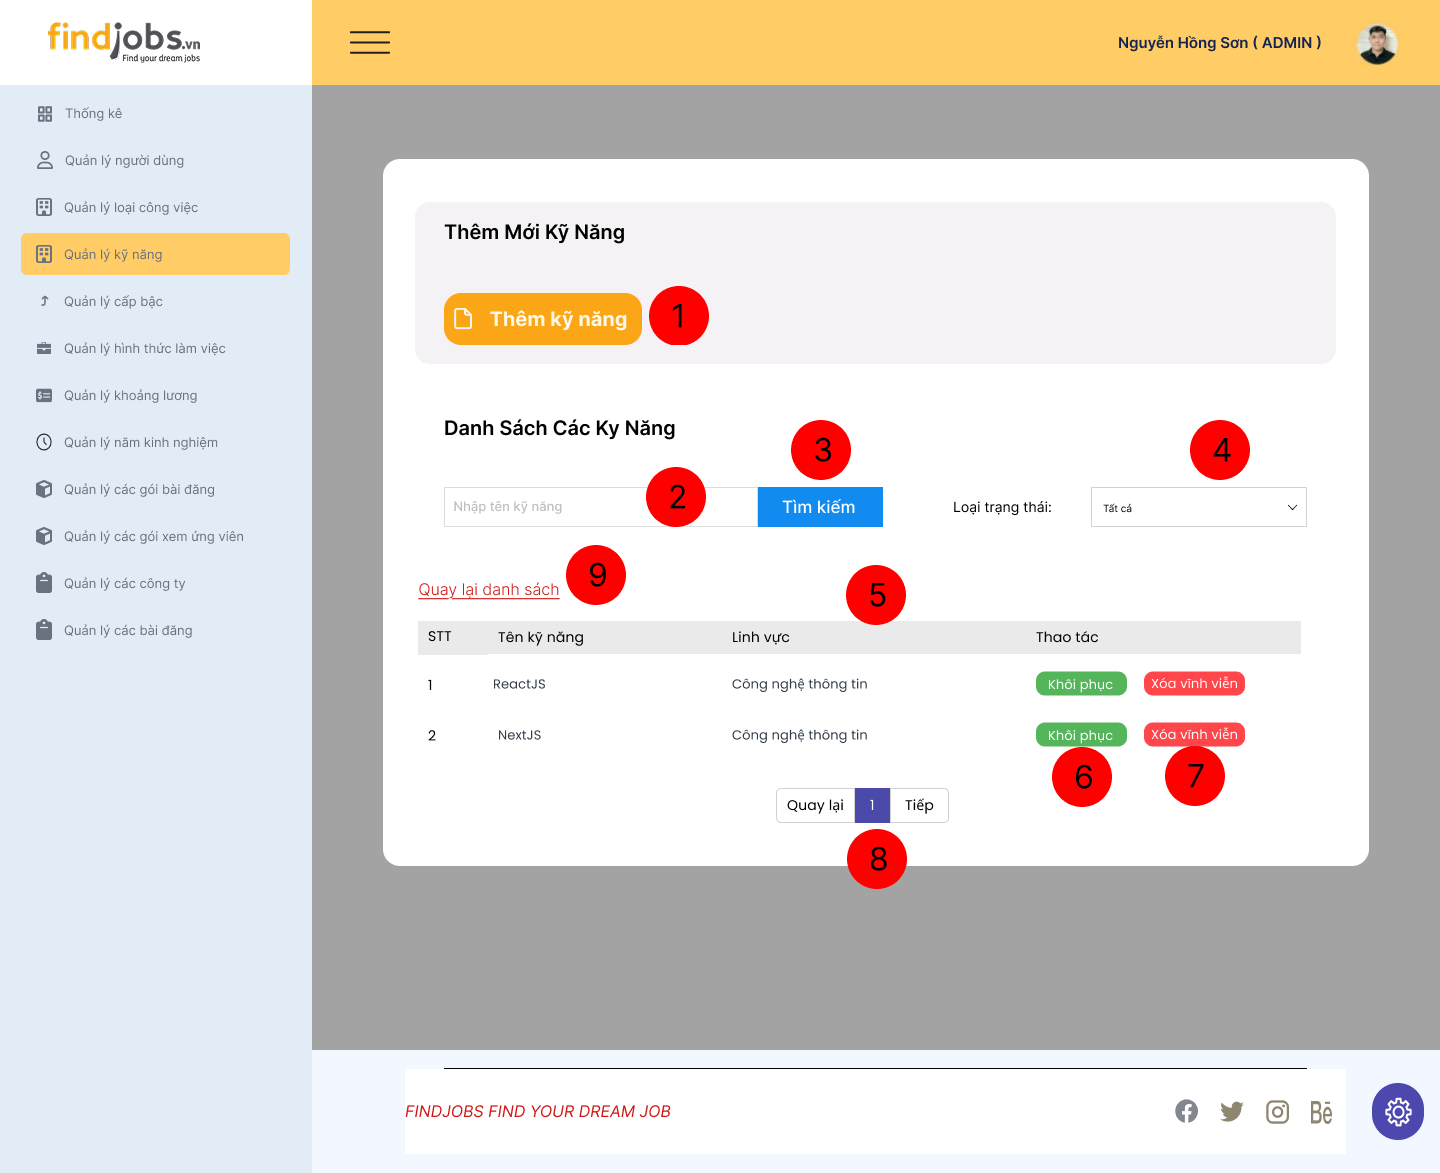 findjobs.vn
Find your dream jobs
Nguyễn Hồng Sơn ( ADMIN )
Thống kê
Quản lý người dùng
Quản lý loại công việc
Quản lý kỹ năng
Quản lý cấp bậc
Quản lý hình thức làm việc
Quản lý khoảng lương
Quản lý năm kinh nghiệm
Quản lý các gói bài đăng
Quản lý các gói xem ứng viên
Quản lý các công ty
Quản lý các bài đăng
Thêm Mới Kỹ Năng
Thêm kỹ năng 1
Danh Sách Các Ky Năng
3 4
Nhập tên kỹ năng 2 Tìm kiếm Loại trạng thái: Tất cả
Quay lại danh sách 9 5
STT Tên kỹ năng Linh vực Thao tác
1 ReactJS Công nghệ thông tin Khôi phục Xóa vĩnh viễn
2 NextJS Công nghệ thông tin Khôi phục Xóa vĩnh viễn
6 7
Quay lại 1 Tiếp
8
FINDJOBS FIND YOUR DREAM JOB